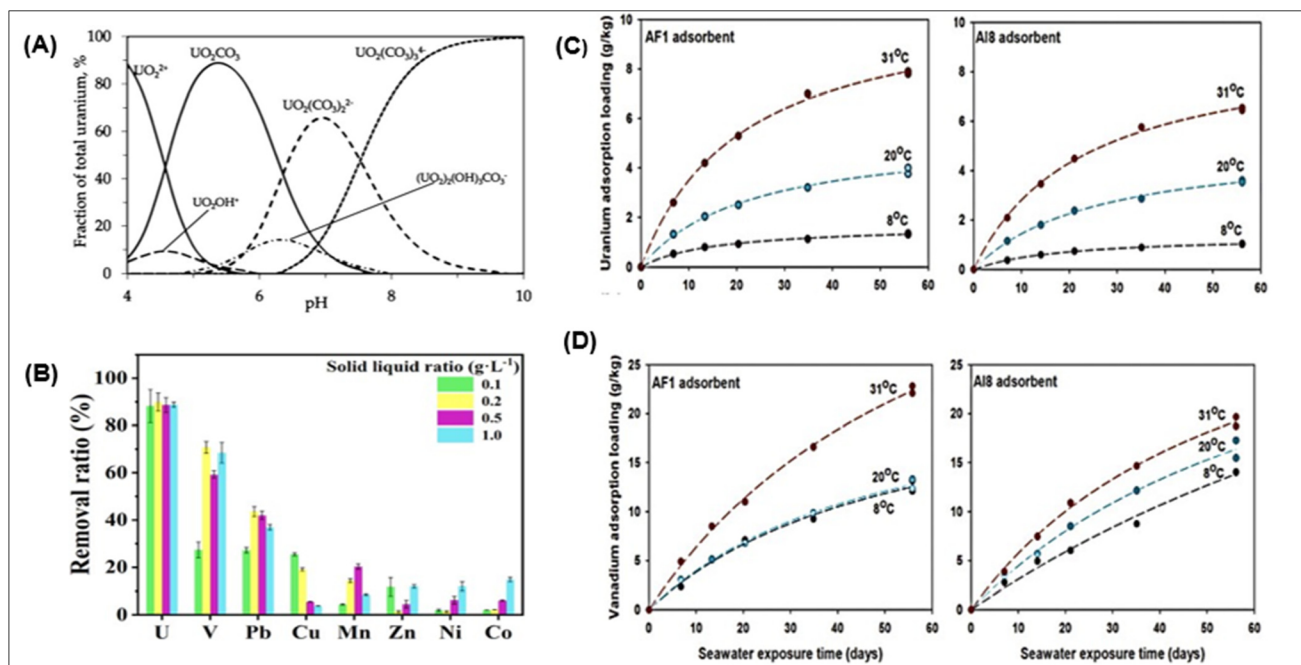 (A)
Fraction of total uranium, %
100
80
60
40
20
0
UO₂²⁺
UO₂CO₃
UO₂(CO₃)₃⁴⁻
UO₂(CO₃)₂²⁻
(UO₂)₂(OH)₃CO₃⁻
UO₂OH⁺
4
6
8
10
pH
(B)
Removal ratio (%)
100
80
60
40
20
0
Solid liquid ratio (g·L⁻¹)
0.1
0.2
0.5
1.0
U V Pb Cu Mn Zn Ni Co
(C)
Uranium adsorption loading (g/kg)
10
8
6
4
2
0
AF1 adsorbent
31°C
20°C
8°C
0 10 20 30 40 50 60
8
6
4
2
0
AI8 adsorbent
31°C
20°C
8°C
0 10 20 30 40 50 60
(D)
Vanadium adsorption loading (g/kg)
25
20
15
10
5
0
AF1 adsorbent
31°C
20°C
8°C
0 10 20 30 40 50 60
Seawater exposure time (days)
25
20
15
10
5
0
AI8 adsorbent
31°C
20°C
8°C
0 10 20 30 40 50 60
Seawater exposure time (days)